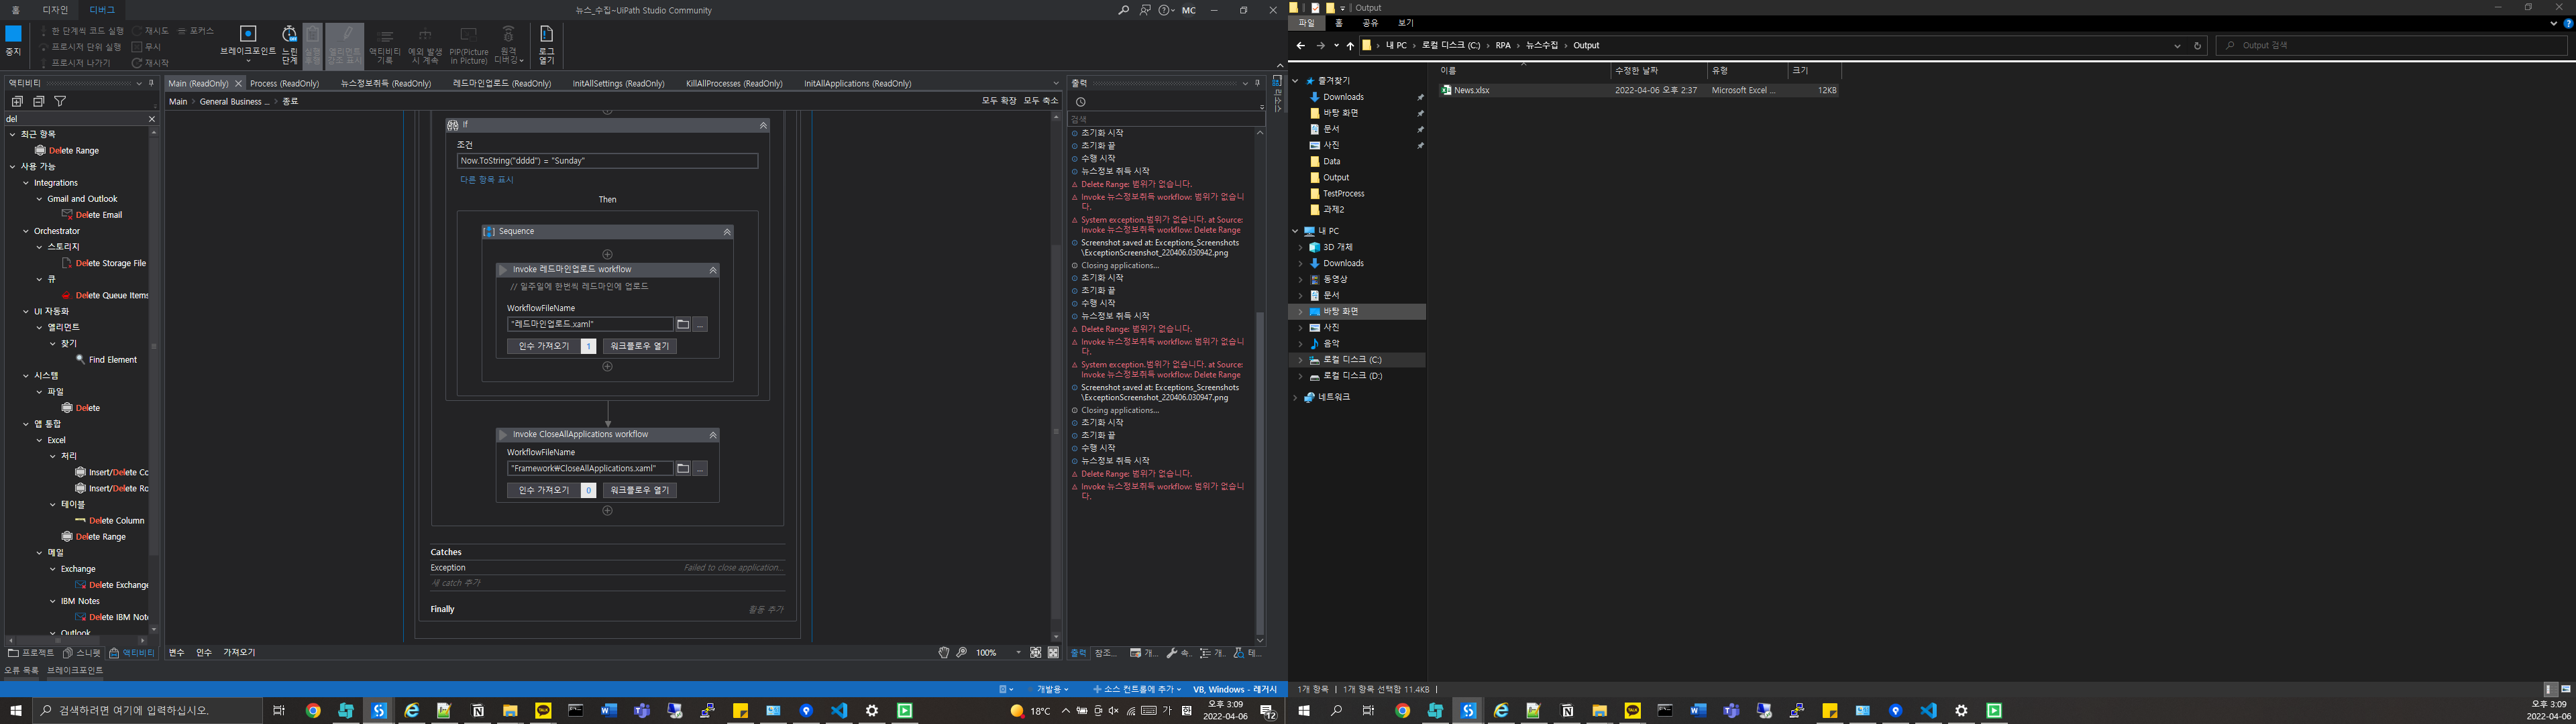 홈
디자인
디버그
뉴스_수집~UiPath Studio Community
MC
중지
한 단계씩 코드 실행
프로시저 단위 실행
프로시저 나가기
재시도
무시
재시작
포커스
브레이크포인트
느린
단계
실행
후행
엘리먼트
강조 표시
액티비티
기록
예외 발생
시 계속
PiP(Picture
in Picture)
원격
디버깅
로그
열기
액티비티
del
최근 항목
Delete Range
사용 가능
Integrations
Gmail and Outlook
Delete Email
Orchestrator
스토리지
Delete Storage File
큐
Delete Queue Items
UI 자동화
엘리먼트
찾기
Find Element
시스템
파일
Delete
앱 통합
Excel
처리
Insert/Delete Co
Insert/Delete Ro
테이블
Delete Column
Delete Range
메일
Exchange
Delete Exchange
IBM Notes
Delete IBM Note
Outlook
프로젝트
스니펫
액티비티
오류 목록
브레이크포인트
Main (ReadOnly)
Process (ReadOnly)
뉴스정보취득 (ReadOnly)
레드마인업로드 (ReadOnly)
InitAllSettings (ReadOnly)
KillAllProcesses (ReadOnly)
InitAllApplications (ReadOnly)
Main > General Business ... > 종료
모두 확장
모두 축소
If
조건
Now.ToString("dddd") = "Sunday"
다른 항목 표시
Then
Sequence
Invoke 레드마인업로드 workflow
// 일주일에 한번씩 레드마인에 업로드
WorkflowFileName
"레드마인업로드.xaml"
...
인수 가져오기
1
워크플로우 열기
Invoke CloseAllApplications workflow
WorkflowFileName
"Framework₩CloseAllApplications.xaml"
...
인수 가져오기
0
워크플로우 열기
Catches
Exception
Failed to close application...
새 catch 추가
Finally
활동 추가
변수
인수
가져오기
100%
출력
리소스
검색
초기화 시작
초기화 끝
수행 시작
뉴스정보 취득 시작
Delete Range: 범위가 없습니다.
Invoke 뉴스정보취득 workflow: 범위가 없습니
다.
System exception.범위가 없습니다. at Source:
Invoke 뉴스정보취득 workflow: Delete Range
Screenshot saved at: Exceptions_Screenshots
\ExceptionScreenshot_220406.030942.png
Closing applications...
초기화 시작
초기화 끝
수행 시작
뉴스정보 취득 시작
Delete Range: 범위가 없습니다.
Invoke 뉴스정보취득 workflow: 범위가 없습니
다.
System exception.범위가 없습니다. at Source:
Invoke 뉴스정보취득 workflow: Delete Range
Screenshot saved at: Exceptions_Screenshots
\ExceptionScreenshot_220406.030947.png
Closing applications...
초기화 시작
초기화 끝
수행 시작
뉴스정보 취득 시작
Delete Range: 범위가 없습니다.
Invoke 뉴스정보취득 workflow: 범위가 없습니
다.
출력
참조...
개...
속..
개..
테...
개발용
소스 컨트롤에 추가
VB, Windows - 레거시
검색하려면 여기에 입력하십시오.
18°C
가
오후 3:09
2022-04-06
12
Output
파일
홈
공유
보기
내 PC > 로컬 디스크 (C:) > RPA > 뉴스수집 > Output
Output 검색
이름
수정한 날짜
유형
크기
News.xlsx
2022-04-06 오후 2:37
Microsoft Excel ...
12KB
즐겨찾기
Downloads
바탕 화면
문서
사진
Data
Output
TestProcess
과제2
내 PC
3D 개체
Downloads
동영상
문서
바탕 화면
사진
음악
로컬 디스크 (C:)
로컬 디스크 (D:)
네트워크
1개 항목
1개 항목 선택함 11.4KB
오후 3:09
2022-04-06